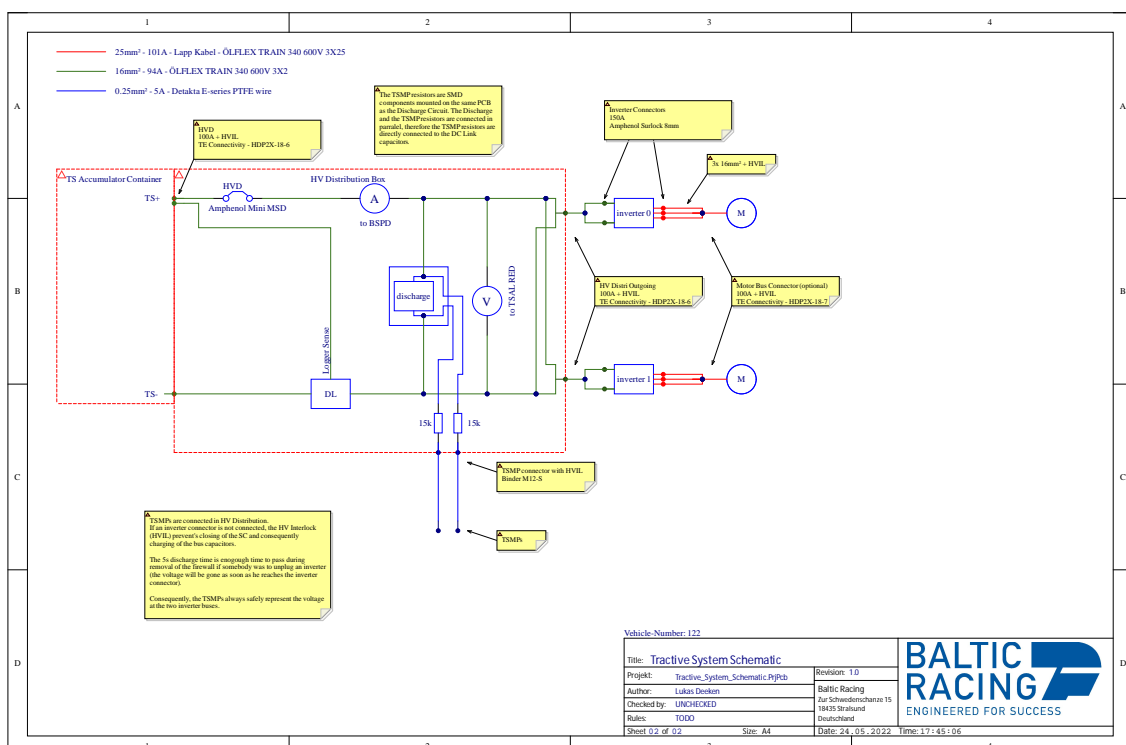 1 2 3 4
25mm² - 101A - Lapp Kabel - ÖLFLEX TRAIN 340 600V 3X25
16mm² - 94A - ÖLFLEX TRAIN 340 600V 3X2
0.25mm² - 5A - Detakta E-series PTFE wire
A A
The TSMP resistors are SMD
components mounted on the same PCB
as the Discharge Circuit. The Discharge
and the TSMP resistors are connected in
parralel, therefore the TSMP resistors are
directly connected to the DC Link
capacitors.
Inverter Connectors
150A
Amphenol Surlock 8mm
HVD
100A + HVIL
TE Connectivity - HDP2X-18-6
3x 16mm² + HVIL
TS Accumulator Container
HVD
HV Distribution Box
TS+
A
Amphenol Mini MSD
to BSPD
inverter 0
M
B B
discharge
V
to TSAL RED
HV Distri Outgoing
100A + HVIL
TE Connectivity - HDP2X-18-6
Motor Bus Connector (optional)
100A + HVIL
TE Connectivity - HDP2X-18-7
Logger Sense
TS-
DL
inverter 1
M
15k 15k
C C
TSMP connector with HVIL
Binder M12-S
TSMPs
TSMPs are connected in HV Distribution.
If an inverter connector is not connected, the HV Interlock
(HVIL) prevent's closing of the SC and consequently
charging of the bus capacitors.
The 5s discharge time is enogough time to pass during
removal of the firewall if somebody was to unplug an inverter
(the voltage will be gone as soon as he reaches the inverter
connector).
Consequently, the TSMPs always safely represent the voltage
at the two inverter buses.
D D
Vehicle-Number: 122
Title: Tractive System Schematic
Projekt: Tractive_System_Schematic.PrjPcb
Revision: 1.0
Author: Lukas Deeken
Checked by: UNCHECKED
Rules: TODO
Baltic Racing
Zur Schwedenschanze 15
18435 Stralsund
Deutschland
Sheet 02 of 02 Size: A4 Date: 24.05.2022 Time: 17:45:06
BALTIC
RACING
ENGINEERED FOR SUCCESS
1 2 3 4